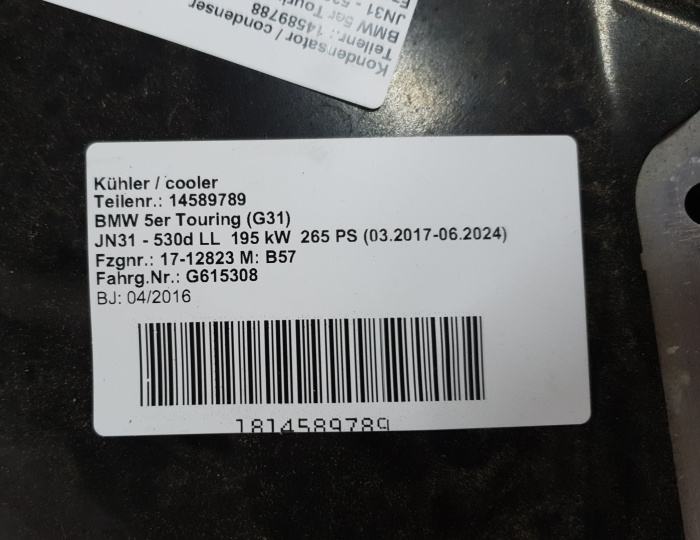 Kondensator / condenser
Teilenr.: 14589788
BMW 5er Tour
JN31 - 53
Kühler / cooler
Teilenr.: 14589789
BMW 5er Touring (G31)
JN31 - 530d LL 195 kW 265 PS (03.2017-06.2024)
Fzgnr.: 17-12823 M: B57
Fahrg.Nr.: G615308
BJ: 04/2016
1814589789